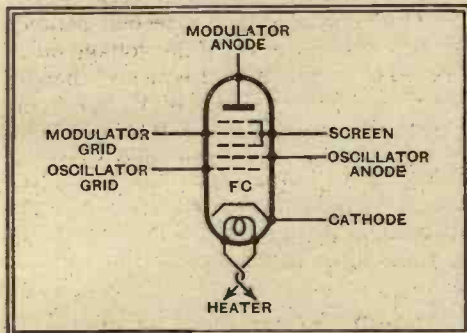 MODULATOR
ANODE
MODULATOR
GRID
SCREEN
OSCILLATOR
GRID
OSCILLATOR
ANODE
FC
CATHODE
HEATER